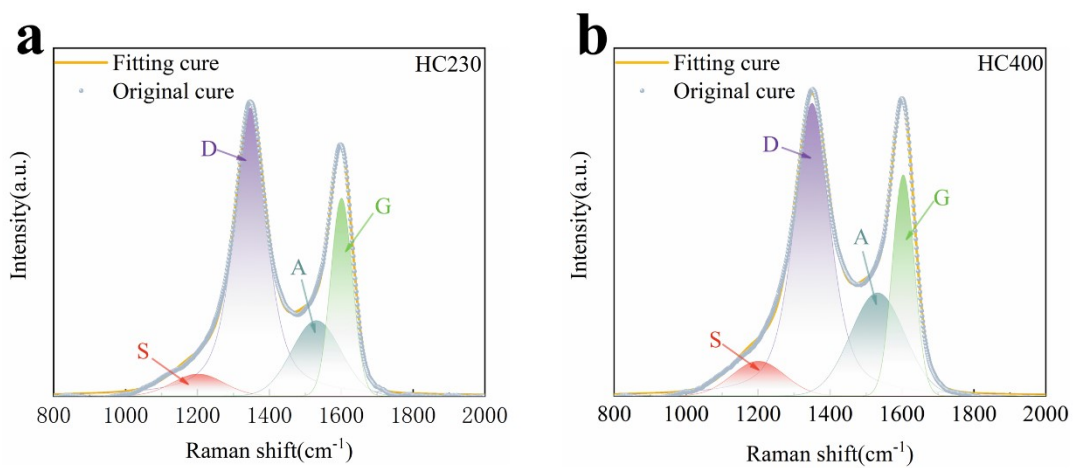 a
Fitting cure
Original cure
HC230
D
G
A
S
Intensity(a.u.)
800 1000 1200 1400 1600 1800 2000
Raman shift(cm⁻¹)
b
Fitting cure
Original cure
HC400
D
G
A
S
Intensity(a.u.)
800 1000 1200 1400 1600 1800 2000
Raman shift(cm⁻¹)